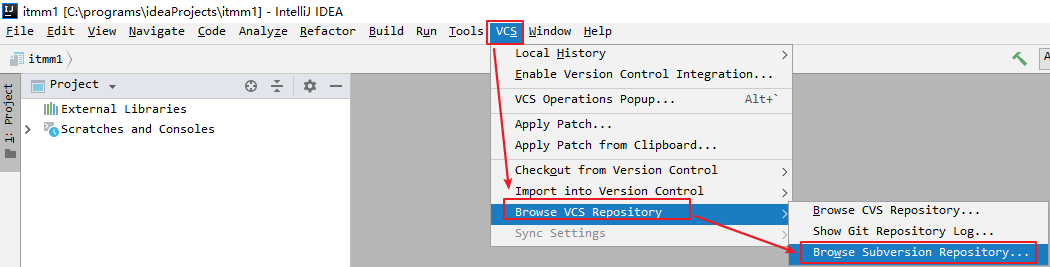 IJ itmm1 [C:\programs\ideaProjects\itmm1] - IntelliJ IDEA
File Edit View Navigate Code Analyze Refactor Build Run Tools VCS Window Help
itmm1
1: Project
Project
External Libraries
Scratches and Consoles
Local History
Enable Version Control Integration...
VCS Operations Popup... Alt+`
Apply Patch...
Apply Patch from Clipboard...
Checkout from Version Control
Import into Version Control
Browse VCS Repository
Sync Settings
Browse CVS Repository...
Show Git Repository Log...
Browse Subversion Repository...
A